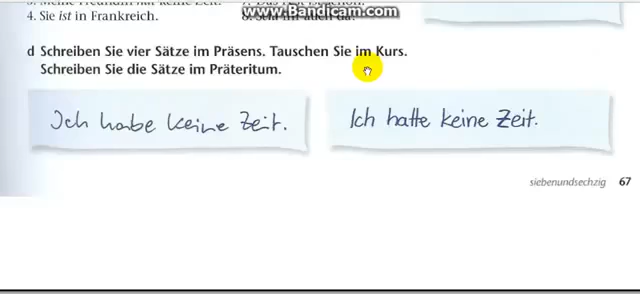 www.Bandicam.com
4. Sie ist in Frankreich.
d Schreiben Sie vier Sätze im Präsens. Tauschen Sie im Kurs.
Schreiben Sie die Sätze im Präteritum.
Ich habe keine Zeit.
Ich hatte keine Zeit.
siebenundsechzig 67